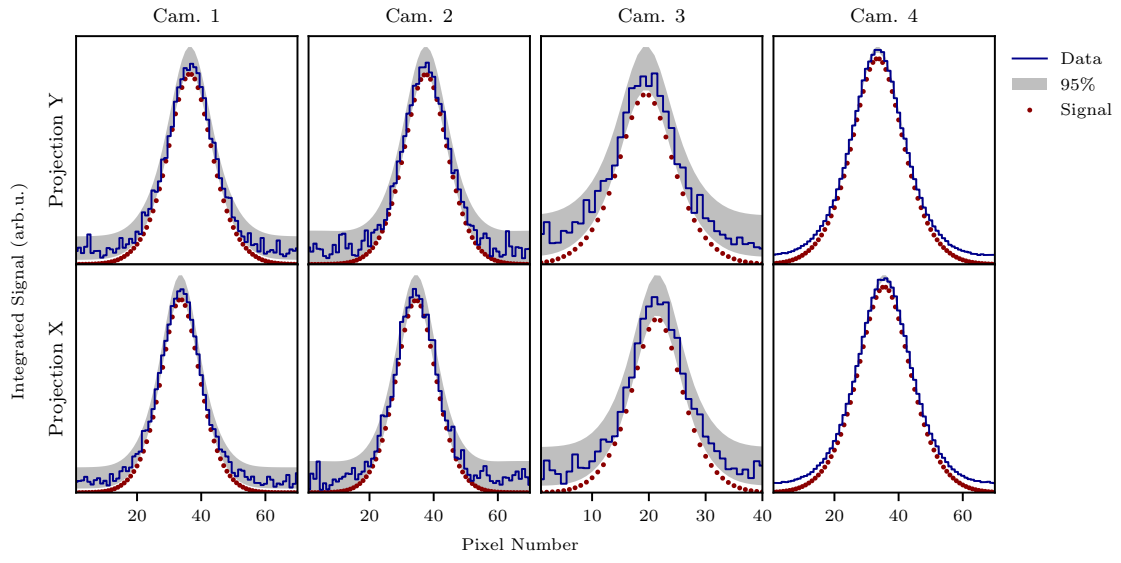 Cam. 1
Cam. 2
Cam. 3
Cam. 4
Data
95%
Signal
Integrated Signal (arb.u.)
Projection Y
Projection X
20 40 60
20 40 60
10 20 30 40
20 40 60
Pixel Number